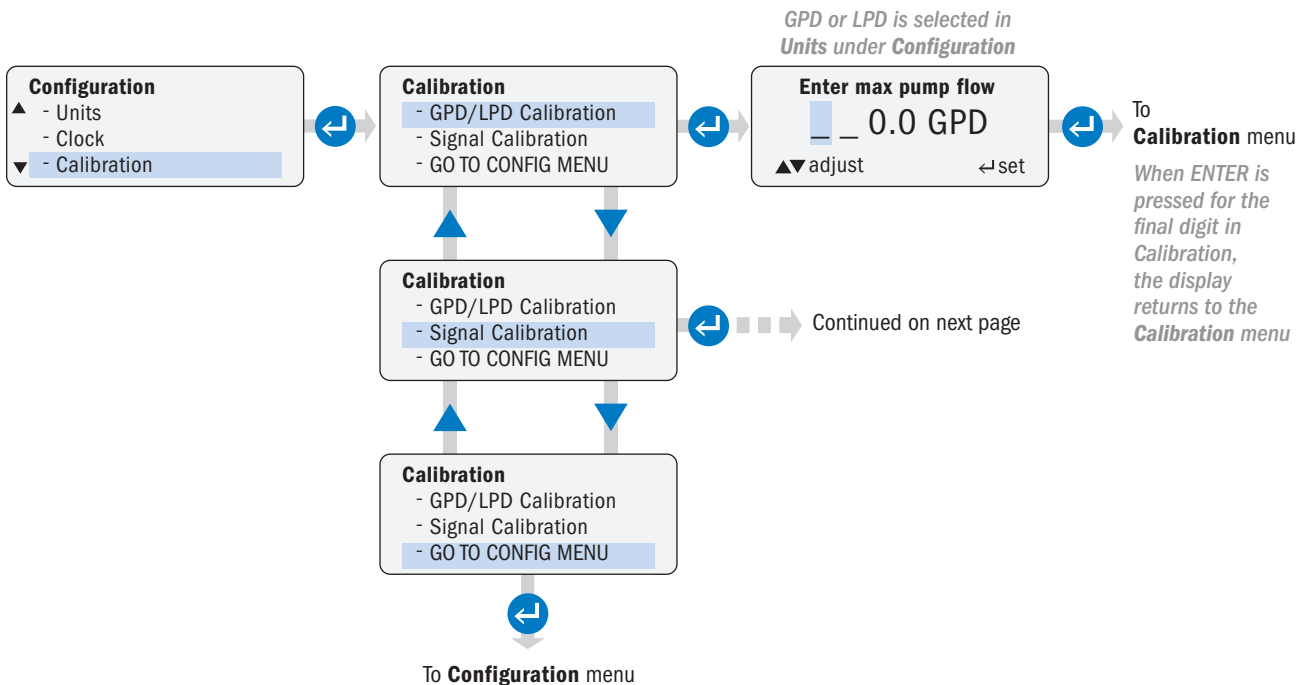 GPD or LPD is selected in
Units under Configuration
Configuration
▲ - Units
- Clock
▼ - Calibration
Calibration
- GPD/LPD Calibration
- Signal Calibration
- GO TO CONFIG MENU
Enter max pump flow
_ _ 0.0 GPD
▲▼ adjust ↵ set
To
Calibration menu
When ENTER is
pressed for the
final digit in
Calibration,
the display
returns to the
Calibration menu
Calibration
- GPD/LPD Calibration
- Signal Calibration
- GO TO CONFIG MENU
Continued on next page
Calibration
- GPD/LPD Calibration
- Signal Calibration
- GO TO CONFIG MENU
To Configuration menu